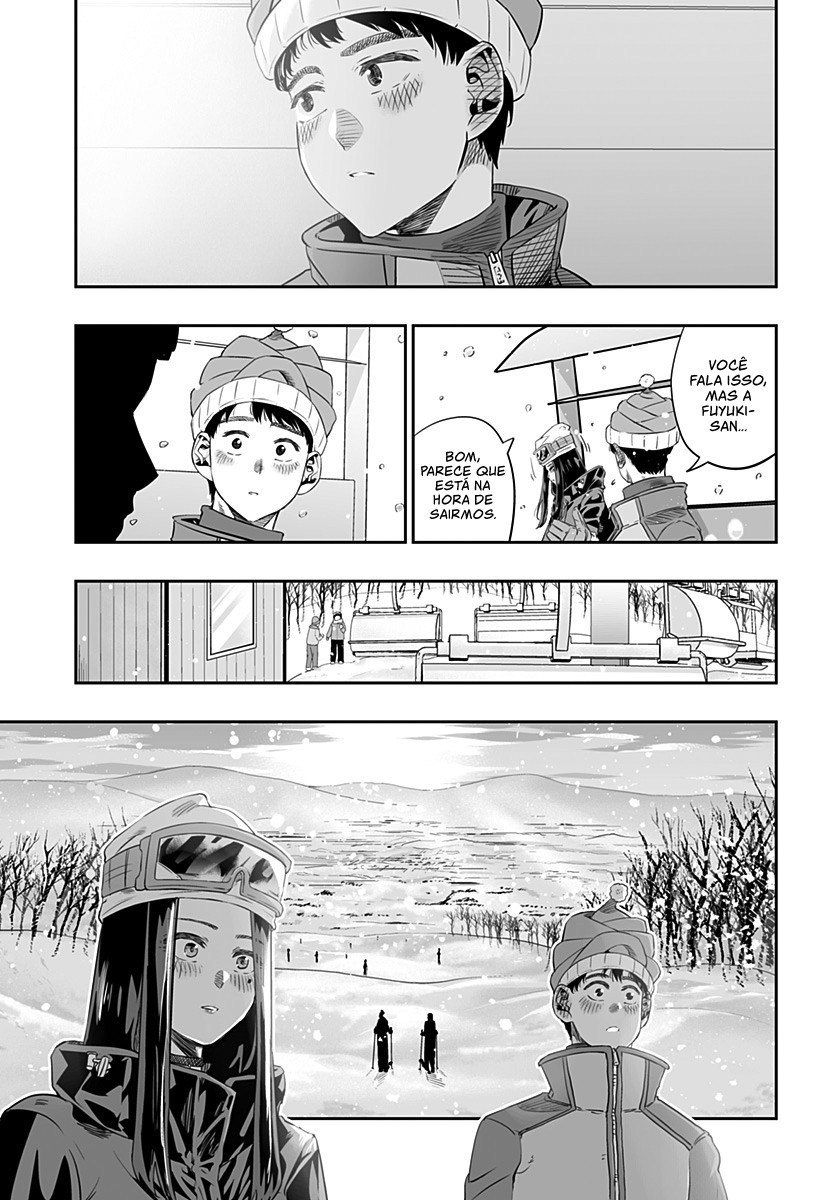 VOCÊ
FALA ISSO,
MAS A
FUYUKI-
SAN...
BOM,
PARECE QUE
ESTÁ NA
HORA DE
SAIRMOS.